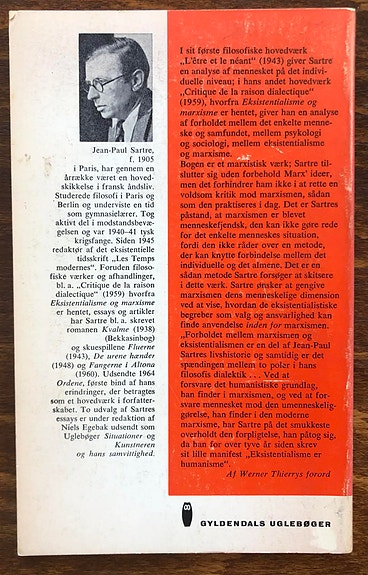 Jean-Paul Sartre,
f. 1905
i Paris, har gennem en
årrække været en hoved-
skikkelse i fransk åndsliv.
Studerede filosofi i Paris og
Berlin og underviste en tid
som gymnasielærer. Tog
aktivt del i modstandsbevæ-
gelsen og var 1940-41 tysk
krigsfange. Siden 1945
redaktør af det eksistentielle
tidsskrift „Les Temps
modernes“. Foruden filoso-
fiske værker og afhandlinger,
bl. a. „Critique de la raison
dialectique“ (1959) hvorfra
Eksistentialisme og marxisme
er hentet, essays og artikler
har Sartre bl. a. skrevet
romanen Kvalme (1938)
(Bekkasinbog)
og skuespillene Fluerne
(1943), De urene hænder
(1948) og Fangerne i Altona
(1960). Udsendte 1964
Ordene, første bind af hans
erindringer, der betragtes
som et hovedværk i forfatter-
skabet. To udvalg af Sartres
essays er under redaktion af
Niels Egebak udsendt som
Uglebøger Situationer og
Kunstneren
og hans samvittighed.
I sit første filosofiske hovedværk
„L'être et le néant“ (1943) giver Sartre
en analyse af mennesket på det indivi-
duelle niveau; i hans andet hovedværk
„Critique de la raison dialectique“
(1959), hvorfra Eksistentialisme og
marxisme er hentet, giver han en analyse
af forholdet mellem det enkelte menne-
ske og samfundet, mellem psykologi
og sociologi, mellem eksistentialisme
og marxisme.
Bogen er et marxistisk værk; Sartre til-
slutter sig uden forbehold Marx' ideer,
men det forhindrer ham ikke i at rette en
voldsom kritik mod marxismen, sådan
som den praktiseres i dag. Det er Sartres
påstand, at marxismen er blevet
menneskefjendsk, den kan ikke gøre rede
for det enkelte menneskes situation,
fordi den ikke råder over en metode,
der kan knytte forbindelse mellem det
individuelle og det almene. Det er en
sådan metode Sartre forsøger at skitsere
i dette værk. Sartre ønsker at gengive
marxismen dens menneskelige dimension
ved at vise, hvordan de eksistentialistiske
begreber som valg og ansvarlighed kan
finde anvendelse inden for marxismen.
„Forholdet mellem marxismen og
eksistentialismen er en del af Jean-Paul
Sartres livshistorie og samtidig er det
spændingen mellem to poler i hans
filosofis dialektik . . . Ved at
forsvare det humanistiske grundlag,
han finder i marxismen, og ved at for-
svare mennesket mod den umenneskelig-
gørelse, han finder i den moderne
marxisme, har Sartre på det smukkeste
overholdt den forpligtelse, han påtog sig,
da han for over tyve år siden skrev
sit lille manifest „Eksistentialisme er
humanisme“.
Af Werner Thierrys forord
GYLDENDALS UGLEBØGER